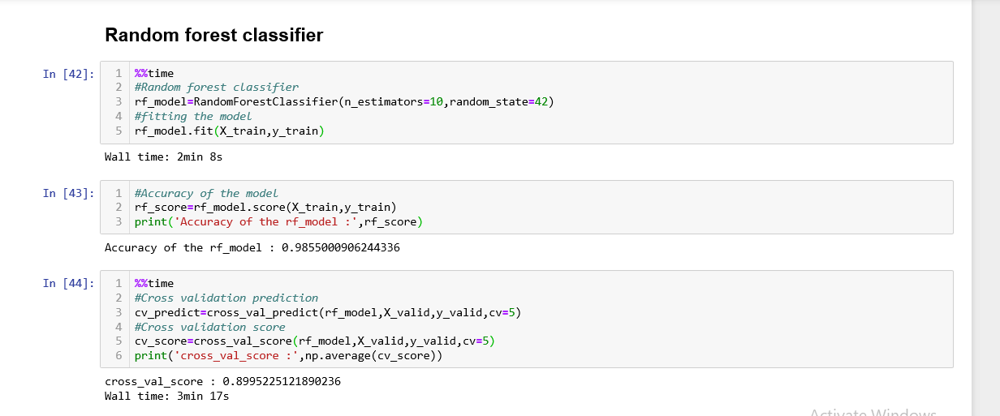 Random forest classifier
In [42]:
1 %%time
2 #Random forest classifier
3 rf_model=RandomForestClassifier(n_estimators=10,random_state=42)
4 #fitting the model
5 rf_model.fit(X_train,y_train)
Wall time: 2min 8s
In [43]:
1 #Accuracy of the model
2 rf_score=rf_model.score(X_train,y_train)
3 print('Accuracy of the rf_model :',rf_score)
Accuracy of the rf_model : 0.9855000906244336
In [44]:
1 %%time
2 #Cross validation prediction
3 cv_predict=cross_val_predict(rf_model,X_valid,y_valid,cv=5)
4 #Cross validation score
5 cv_score=cross_val_score(rf_model,X_valid,y_valid,cv=5)
6 print('cross_val_score :',np.average(cv_score))
cross_val_score : 0.8995225121890236
Wall time: 3min 17s
Activate Windows